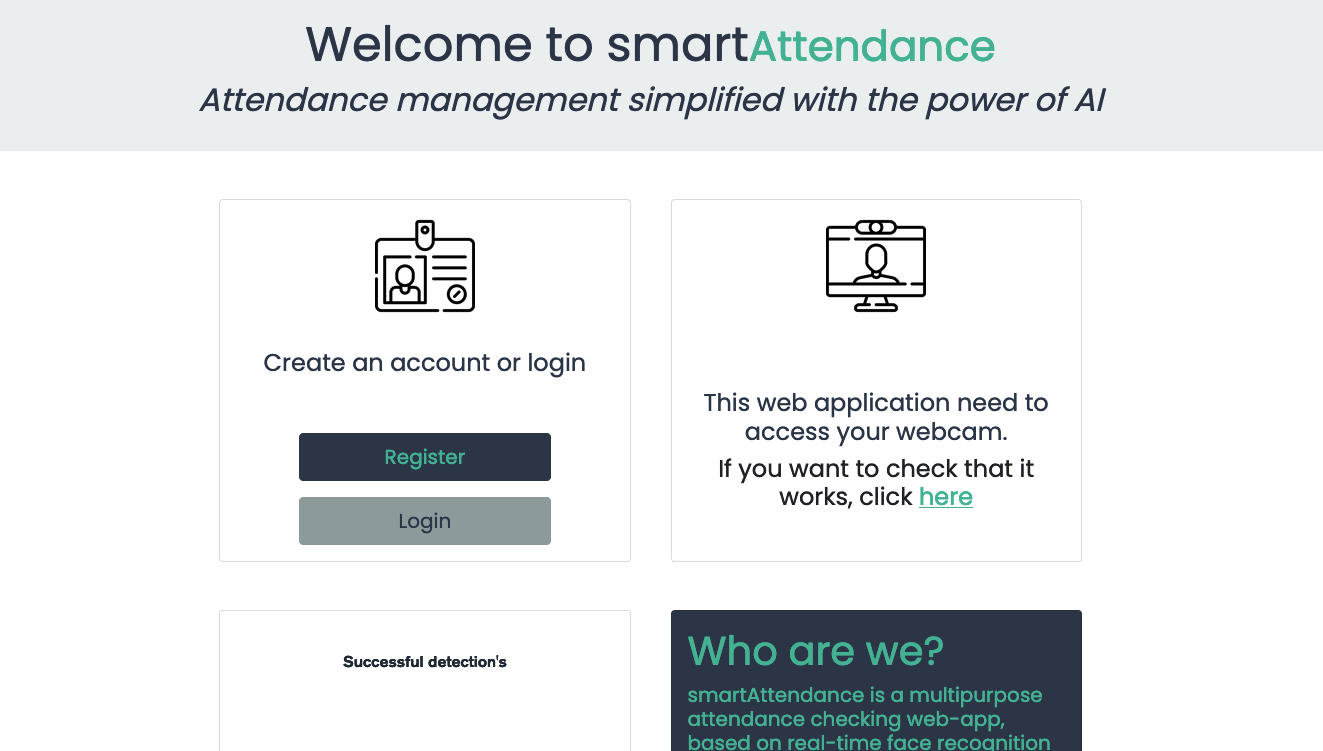 Welcome to smartAttendance
Attendance management simplified with the power of AI
Create an account or login
Register
Login
This web application need to
access your webcam.
If you want to check that it
works, click here
Successful detection's
Who are we?
smartAttendance is a multipurpose
attendance checking web-app,
based on real-time face recognition